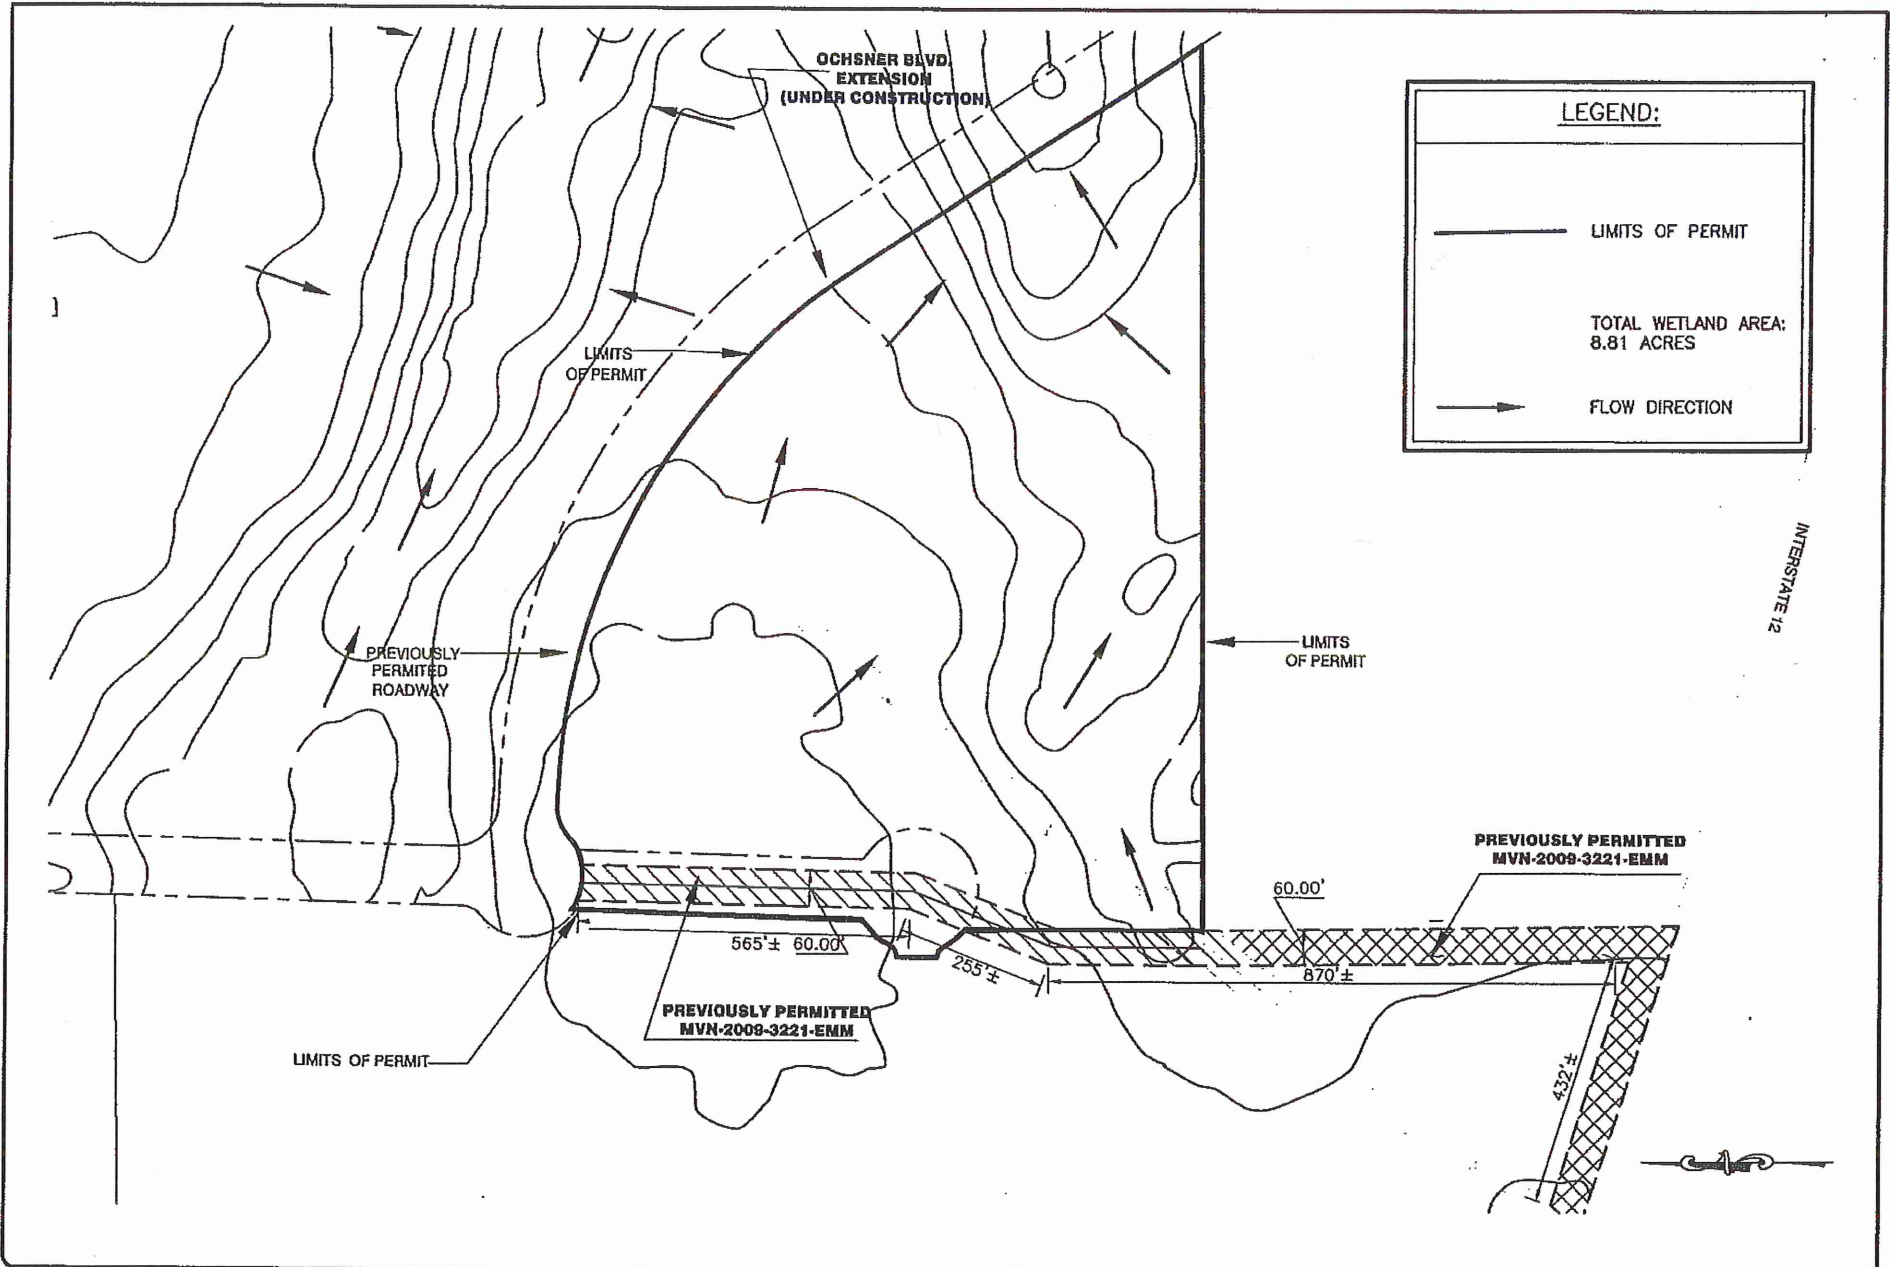 OCHSNER BLVD.
EXTENSION
(UNDER CONSTRUCTION)
LEGEND:
LIMITS OF PERMIT
TOTAL WETLAND AREA:
8.81 ACRES
FLOW DIRECTION
LIMITS
OF PERMIT
INTERSTATE 12
PREVIOUSLY
PERMITED
ROADWAY
LIMITS
OF PERMIT
PREVIOUSLY PERMITTED
MVN-2009-3221-EMM
60.00'
565'± 60.00'
255'±
870'±
PREVIOUSLY PERMITTED
MVN-2009-3221-EMM
LIMITS OF PERMIT
432'±